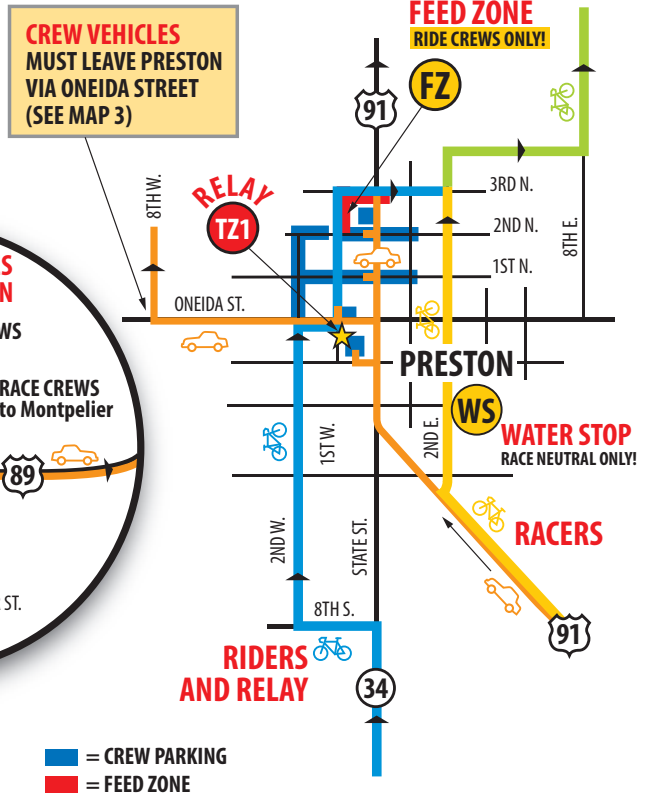 CREW VEHICLES
MUST LEAVE PRESTON
VIA ONEIDA STREET
(SEE MAP 3)
FEED ZONE
RIDE CREWS ONLY!
FZ
91
8TH W.
RELAY
TZ1
3RD N.
2ND N.
1ST N.
8TH E.
ONEIDA ST.
S
N
WS
RACE CREWS
to Montpelier
89
ST.
PRESTON
WS
WATER STOP
RACE NEUTRAL ONLY!
1ST W.
2ND E.
2ND W.
STATE ST.
RACERS
91
8TH S.
RIDERS
AND RELAY
34
= CREW PARKING
= FEED ZONE